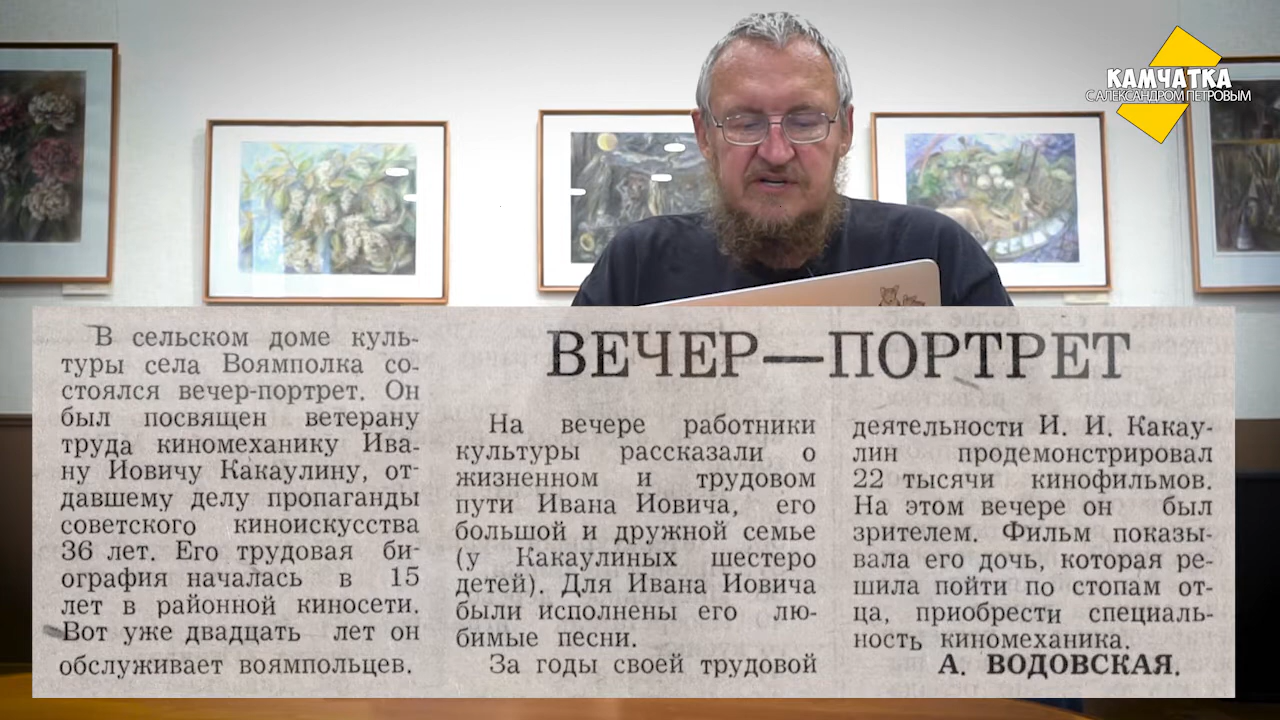 КАМЧАТКА
С АЛЕКСАНДРОМ ПЕТРОВЫМ
ВЕЧЕР—ПОРТРЕТ
В сельском доме куль-
туры села Воямполка со-
стоялся вечер-портрет. Он
был посвящен ветерану
труда киномеханику Ива-
ну Иовичу Какаулину, от-
давшему делу пропаганды
советского киноискусства
36 лет. Его трудовая би-
ография началась в 15
лет в районной киносети.
Вот уже двадцать лет он
обслуживает воямпольцев.
На вечере работники
культуры рассказали о
жизненном и трудовом
пути Ивана Иовича, его
большой и дружной семье
(у Какаулиных шестеро
детей). Для Ивана Иовича
были исполнены его лю-
бимые песни.
За годы своей трудовой
деятельности И. И. Какау-
лин продемонстрировал
22 тысячи кинофильмов.
На этом вечере он был
зрителем. Фильм показы-
вала его дочь, которая ре-
шила пойти по стопам от-
ца, приобрести специаль-
ность киномеханика.
А. ВОДОВСКАЯ.